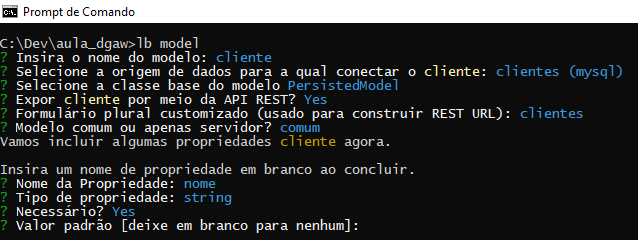 Prompt de Comando
C:\Dev\aula_dgaw>lb model
? Insira o nome do modelo: cliente
? Selecione a origem de dados para a qual conectar o cliente: clientes (mysql)
? Selecione a classe base do modelo PersistedModel
? Expor cliente por meio da API REST? Yes
? Formulário plural customizado (usado para construir REST URL): clientes
? Modelo comum ou apenas servidor? comum
Vamos incluir algumas propriedades cliente agora.
Insira um nome de propriedade em branco ao concluir.
? Nome da Propriedade: nome
? Tipo de propriedade: string
? Necessário? Yes
? Valor padrão [deixe em branco para nenhum]: